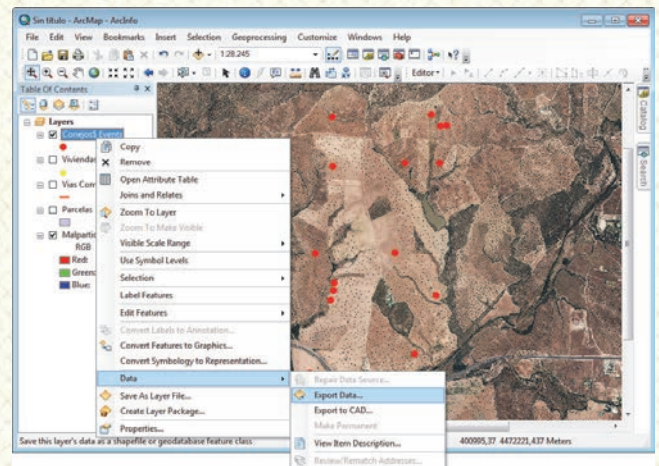 Sin título - ArcMap - ArcInfo
File Edit View Bookmarks Insert Selection Geoprocessing Customize Windows Help
1:28.245
Editor
Table Of Contents
Layers
Conejos$ Events
Viviendas
Vias Com
Parcelas
Malpartid
RGB
Red:
Green:
Blue:
Copy
Remove
Open Attribute Table
Joins and Relates
Zoom To Layer
Zoom To Make Visible
Visible Scale Range
Use Symbol Levels
Selection
Label Features
Edit Features
Convert Labels to Annotation...
Convert Features to Graphics...
Convert Symbology to Representation...
Data
Save As Layer File...
Create Layer Package...
Properties...
Repair Data Source...
Export Data...
Export to CAD...
Make Permanent
View Item Description...
Review/Rematch Addresses...
Catalog
Search
Save this layer's data as a shapefile or geodatabase feature class
400995,37 4472221,437 Meters